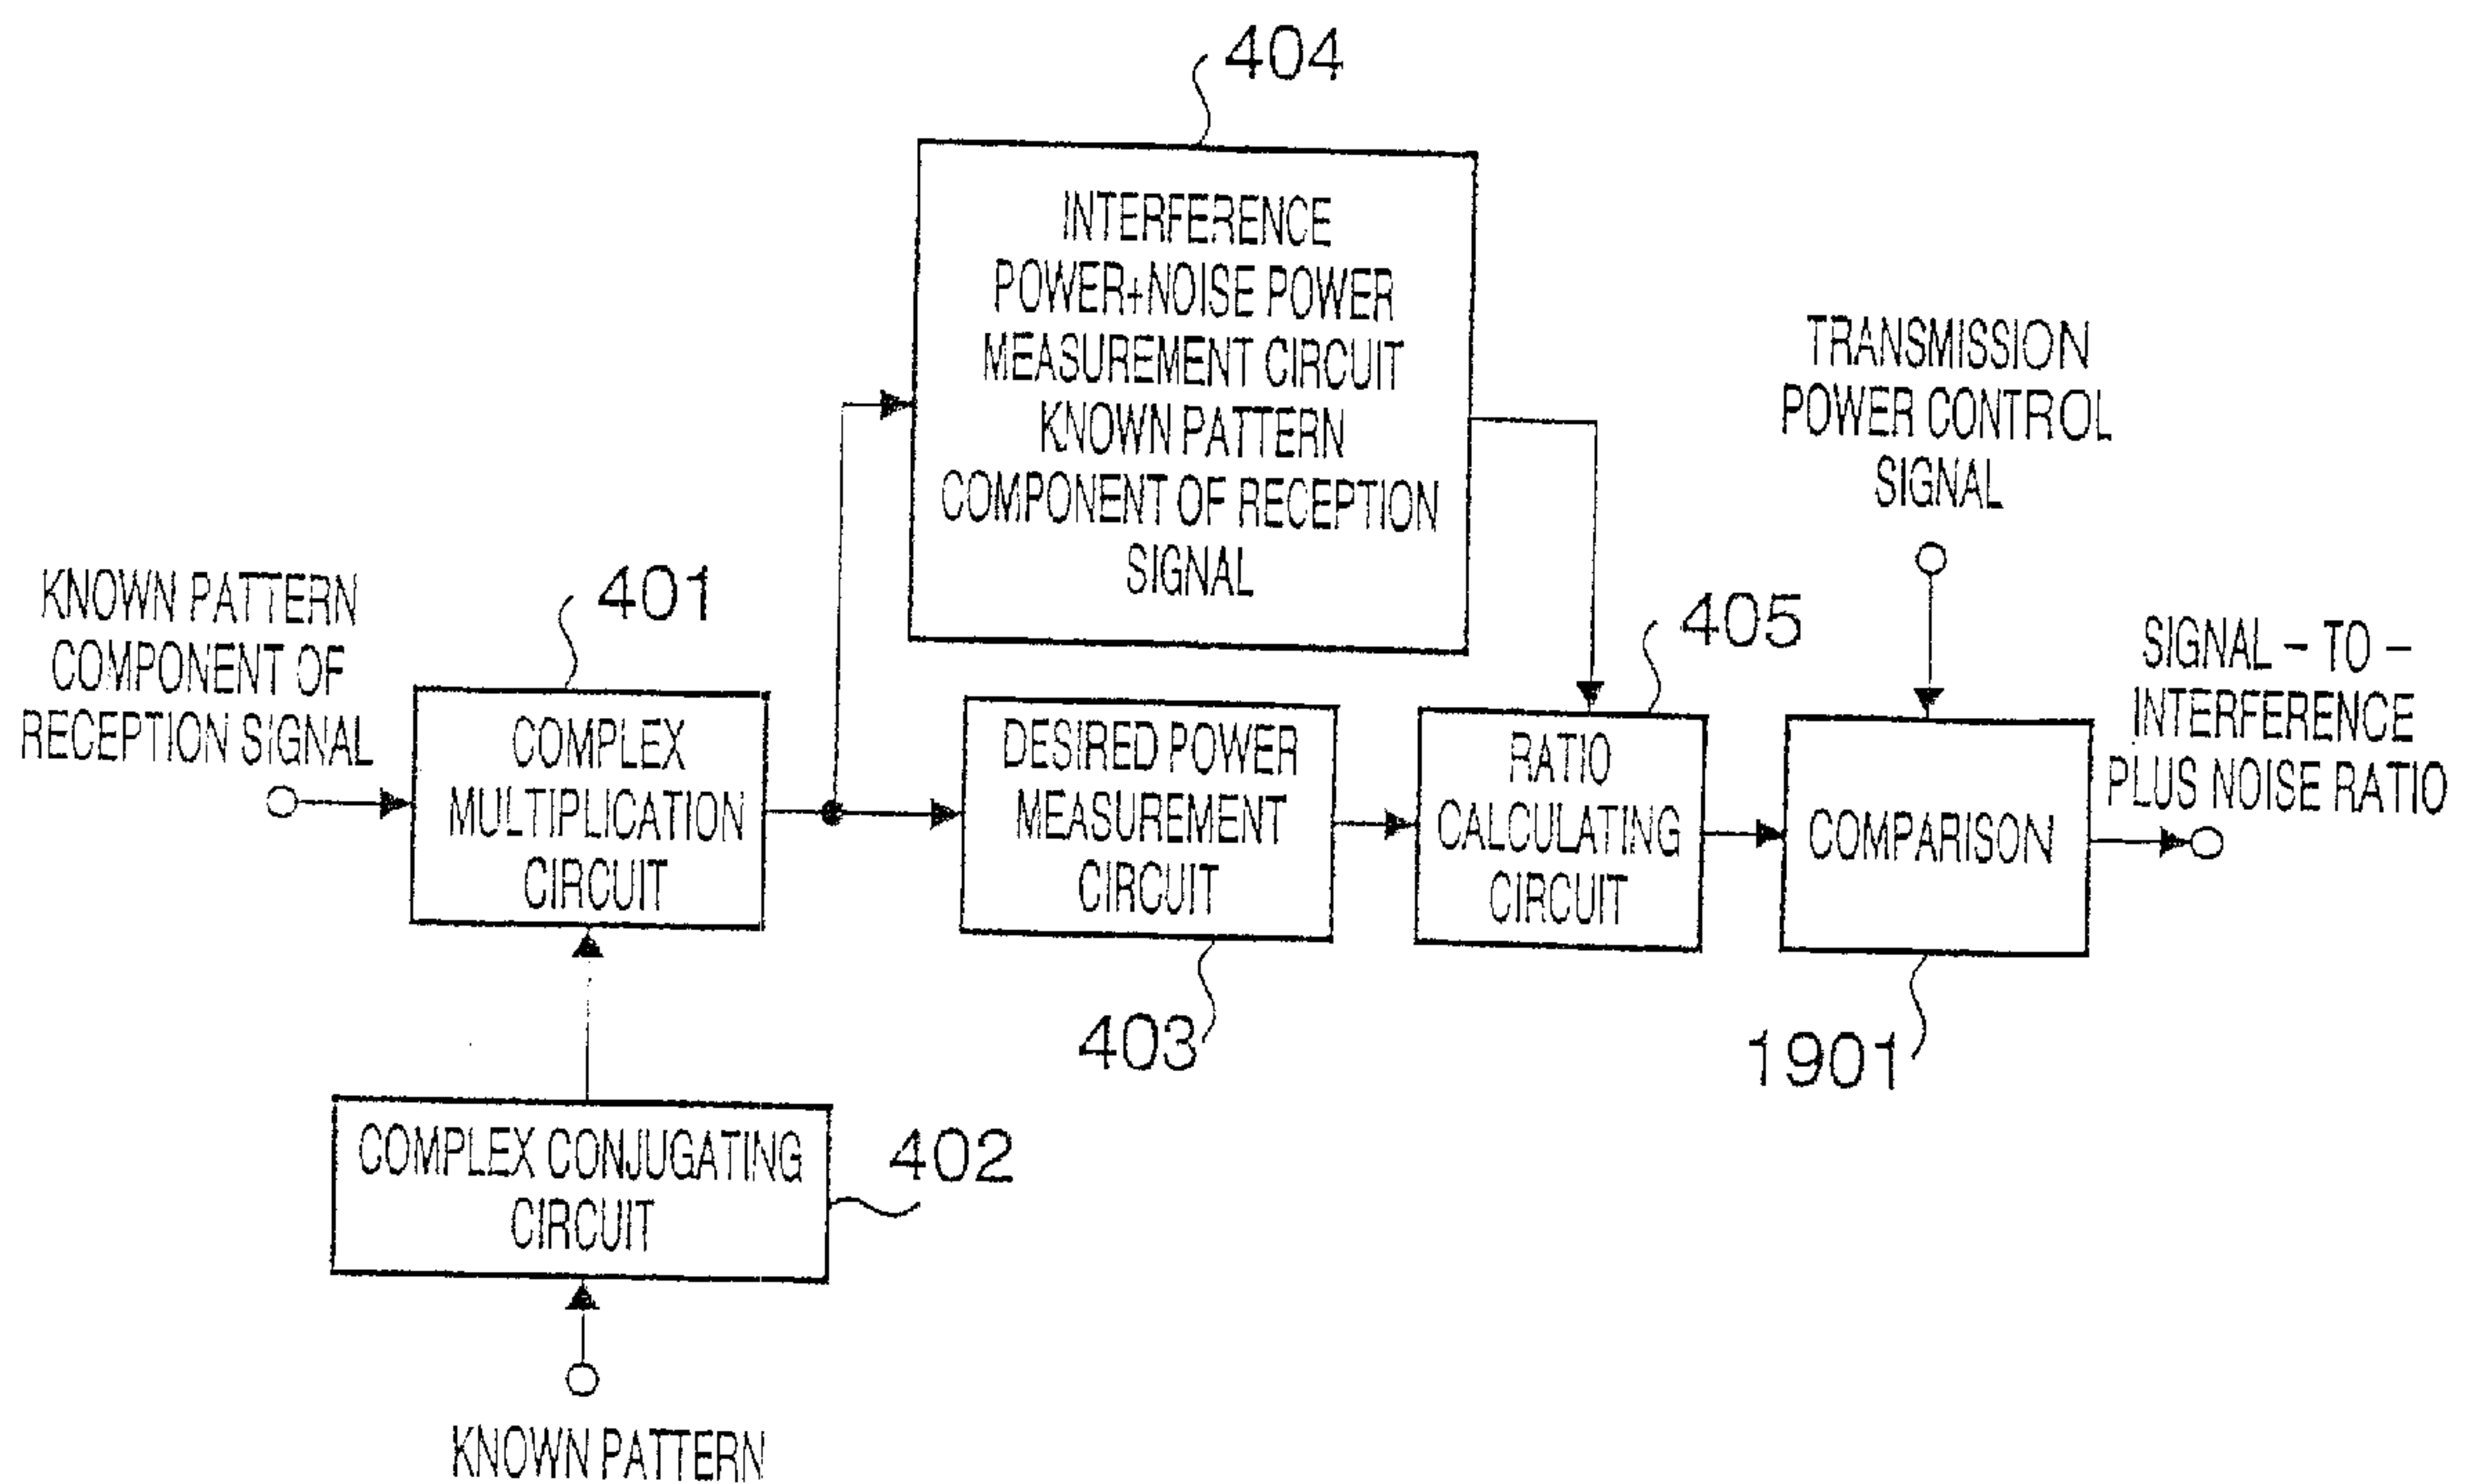 404
INTERFERENCE
POWER+NOISE POWER
MEASUREMENT CIRCUIT
KNOWN PATTERN
COMPONENT OF RECEPTION
SIGNAL
TRANSMISSION
POWER CONTROL
SIGNAL
KNOWN PATTERN
COMPONENT OF
RECEPTION SIGNAL
401
405
SIGNAL – TO –
INTERFERENCE
PLUS NOISE RATIO
COMPLEX
MULTIPLICATION
CIRCUIT
DESIRED POWER
MEASUREMENT
CIRCUIT
RATIO
CALCULATING
CIRCUIT
COMPARISON
403
1901
COMPLEX CONJUGATING
CIRCUIT
402
KNOWN PATTERN